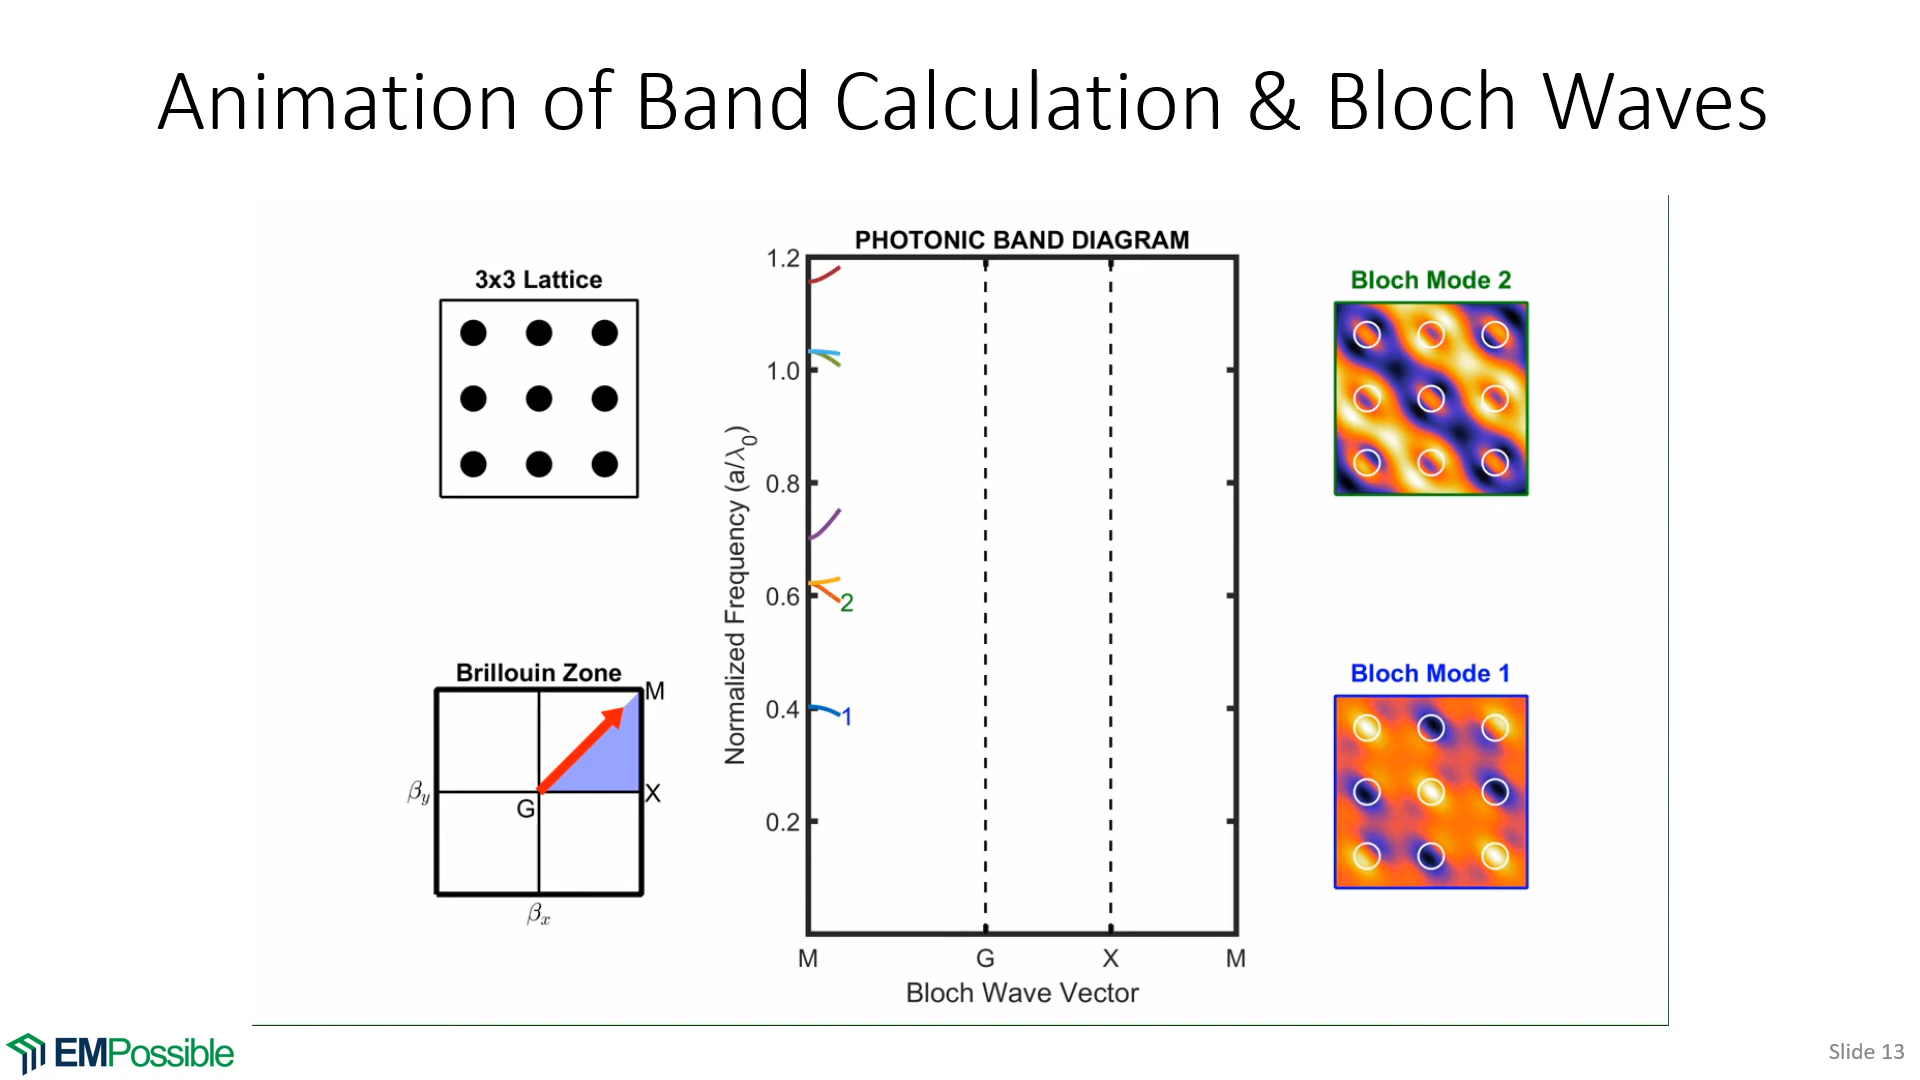 Animation of Band Calculation & Bloch Waves
3x3 Lattice
Brillouin Zone
M
X
G
βy
βx
PHOTONIC BAND DIAGRAM
Normalized Frequency (a/λ0)
1.2
1.0
0.8
0.6
0.4
0.2
2
1
M G X M
Bloch Wave Vector
Bloch Mode 2
Bloch Mode 1
EMPossible
Slide 13